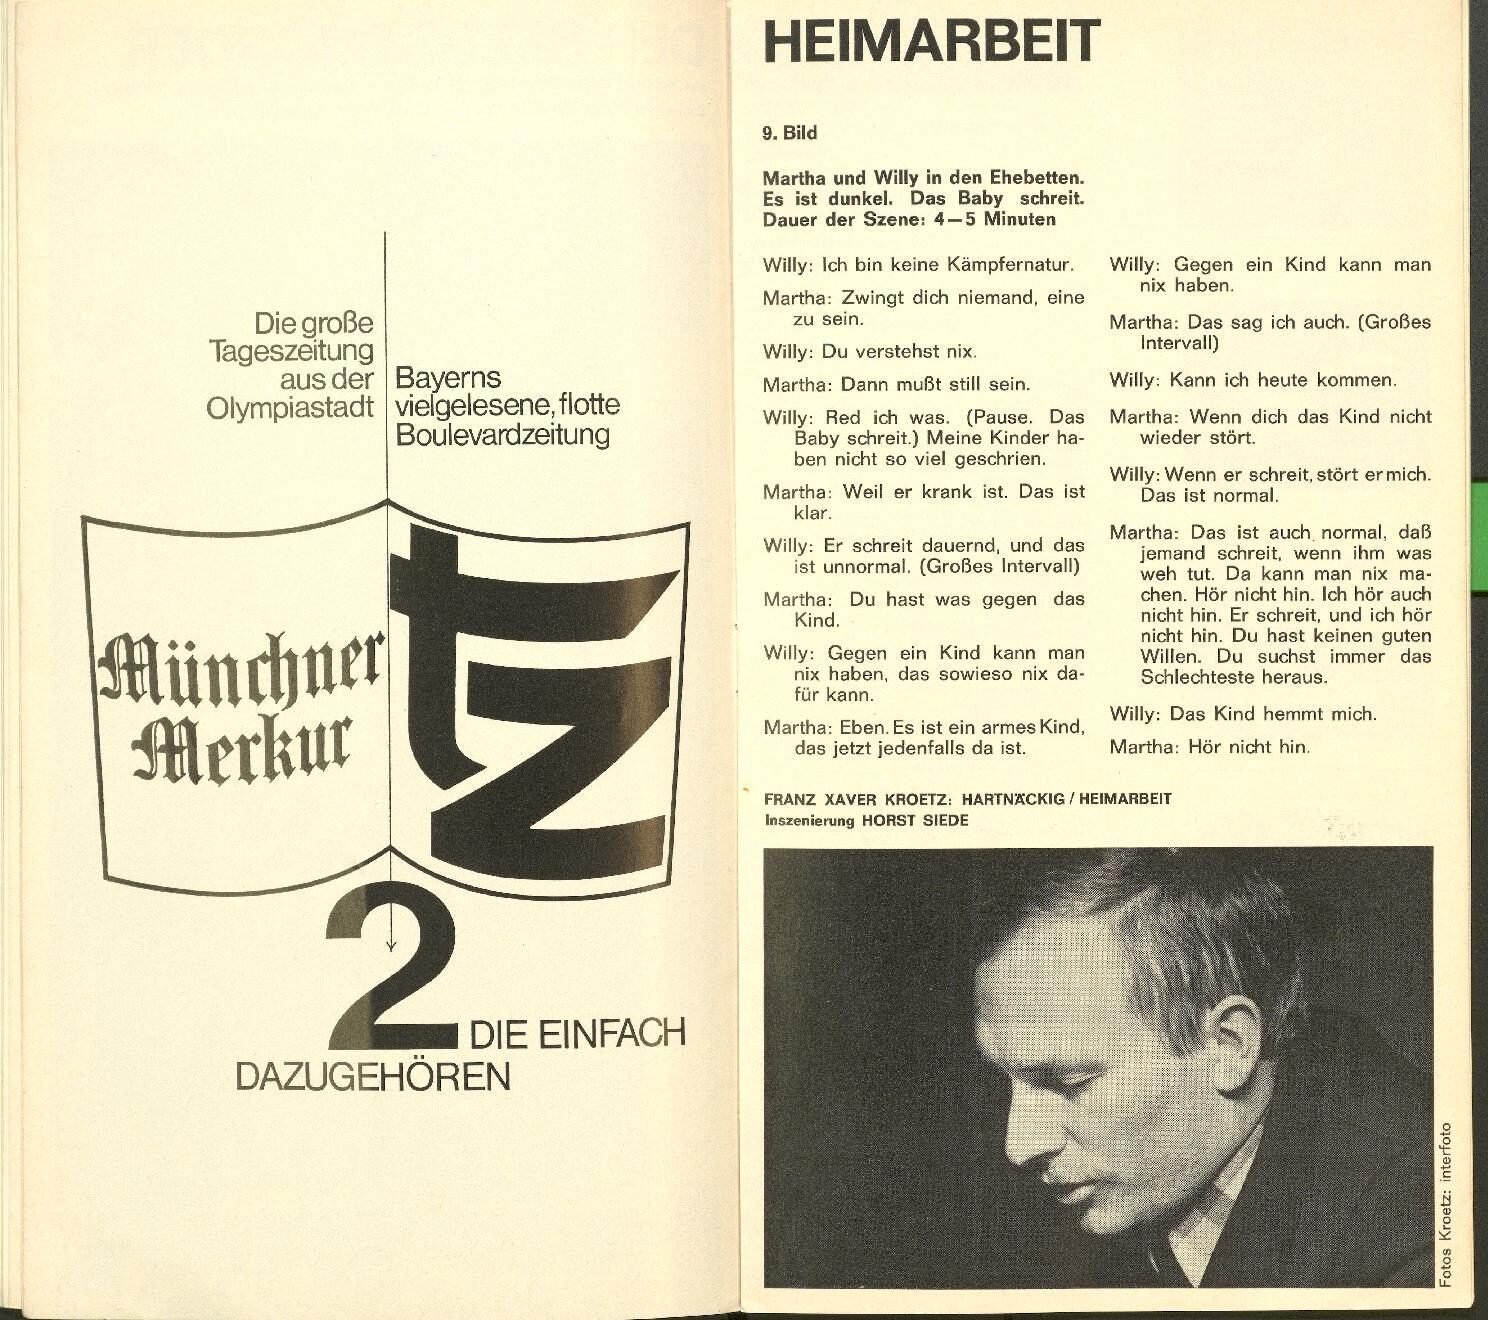 Die große
Tageszeitung
aus der
Olympiastadt
Bayerns
vielgelesene, flotte
Boulevardzeitung
Münchner
Merkur
tz
2 DIE EINFACH
DAZUGEHÖREN
HEIMARBEIT
9. Bild
Martha und Willy in den Ehebetten.
Es ist dunkel. Das Baby schreit.
Dauer der Szene: 4—5 Minuten
Willy: Ich bin keine Kämpfernatur.
Martha: Zwingt dich niemand, eine
zu sein.
Willy: Du verstehst nix.
Martha: Dann mußt still sein.
Willy: Red ich was. (Pause. Das
Baby schreit.) Meine Kinder ha-
ben nicht so viel geschrien.
Martha: Weil er krank ist. Das ist
klar.
Willy: Er schreit dauernd, und das
ist unnormal. (Großes Intervall)
Martha: Du hast was gegen das
Kind.
Willy: Gegen ein Kind kann man
nix haben, das sowieso nix da-
für kann.
Martha: Eben. Es ist ein armes Kind,
das jetzt jedenfalls da ist.
Willy: Gegen ein Kind kann man
nix haben.
Martha: Das sag ich auch. (Großes
Intervall)
Willy: Kann ich heute kommen.
Martha: Wenn dich das Kind nicht
wieder stört.
Willy: Wenn er schreit, stört er mich.
Das ist normal.
Martha: Das ist auch normal, daß
jemand schreit, wenn ihm was
weh tut. Da kann man nix ma-
chen. Hör nicht hin. Ich hör auch
nicht hin. Er schreit, und ich hör
nicht hin. Du hast keinen guten
Willen. Du suchst immer das
Schlechteste heraus.
Willy: Das Kind hemmt mich.
Martha: Hör nicht hin.
FRANZ XAVER KROETZ: HARTNÄCKIG / HEIMARBEIT
Inszenierung HORST SIEDE
Fotos Kroetz: interfoto